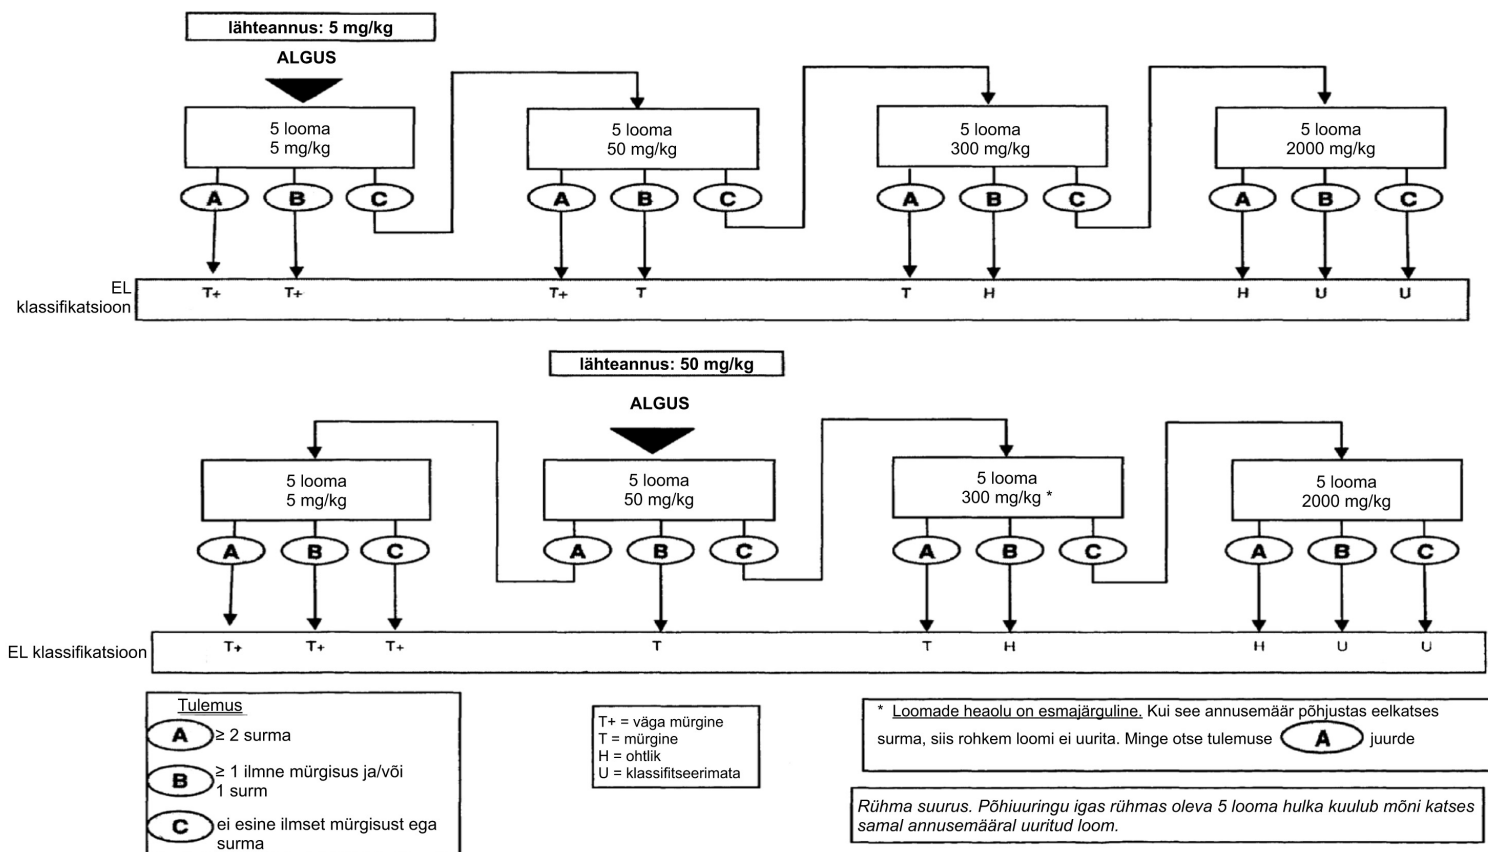 lähteannus: 5 mg/kg
ALGUS
5 looma
5 mg/kg
5 looma
50 mg/kg
5 looma
300 mg/kg
5 looma
2000 mg/kg
A B C A B C A B C A B C
EL
klassifikatsioon
T+ T+ T+ T T H H U U
lähteannus: 50 mg/kg
ALGUS
5 looma
5 mg/kg
5 looma
50 mg/kg
5 looma
300 mg/kg *
5 looma
2000 mg/kg
A B C A B C A B C A B C
EL klassifikatsioon
T+ T+ T+ T T H H U U
Tulemus
A ≥ 2 surma
B ≥ 1 ilmne mürgisus ja/või
1 surm
C ei esine ilmset mürgisust ega
surma
T+ = väga mürgine
T = mürgine
H = ohtlik
U = klassifitseerimata
* Loomade heaolu on esmajärguline. Kui see annusemäär põhjustas eelkatses
surma, siis rohkem loomi ei uurita. Minge otse tulemuse A juurde
Rühma suurus. Põhiuuringu igas rühmas oleva 5 looma hulka kuulub mõni katses
samal annusemääral uuritud loom.